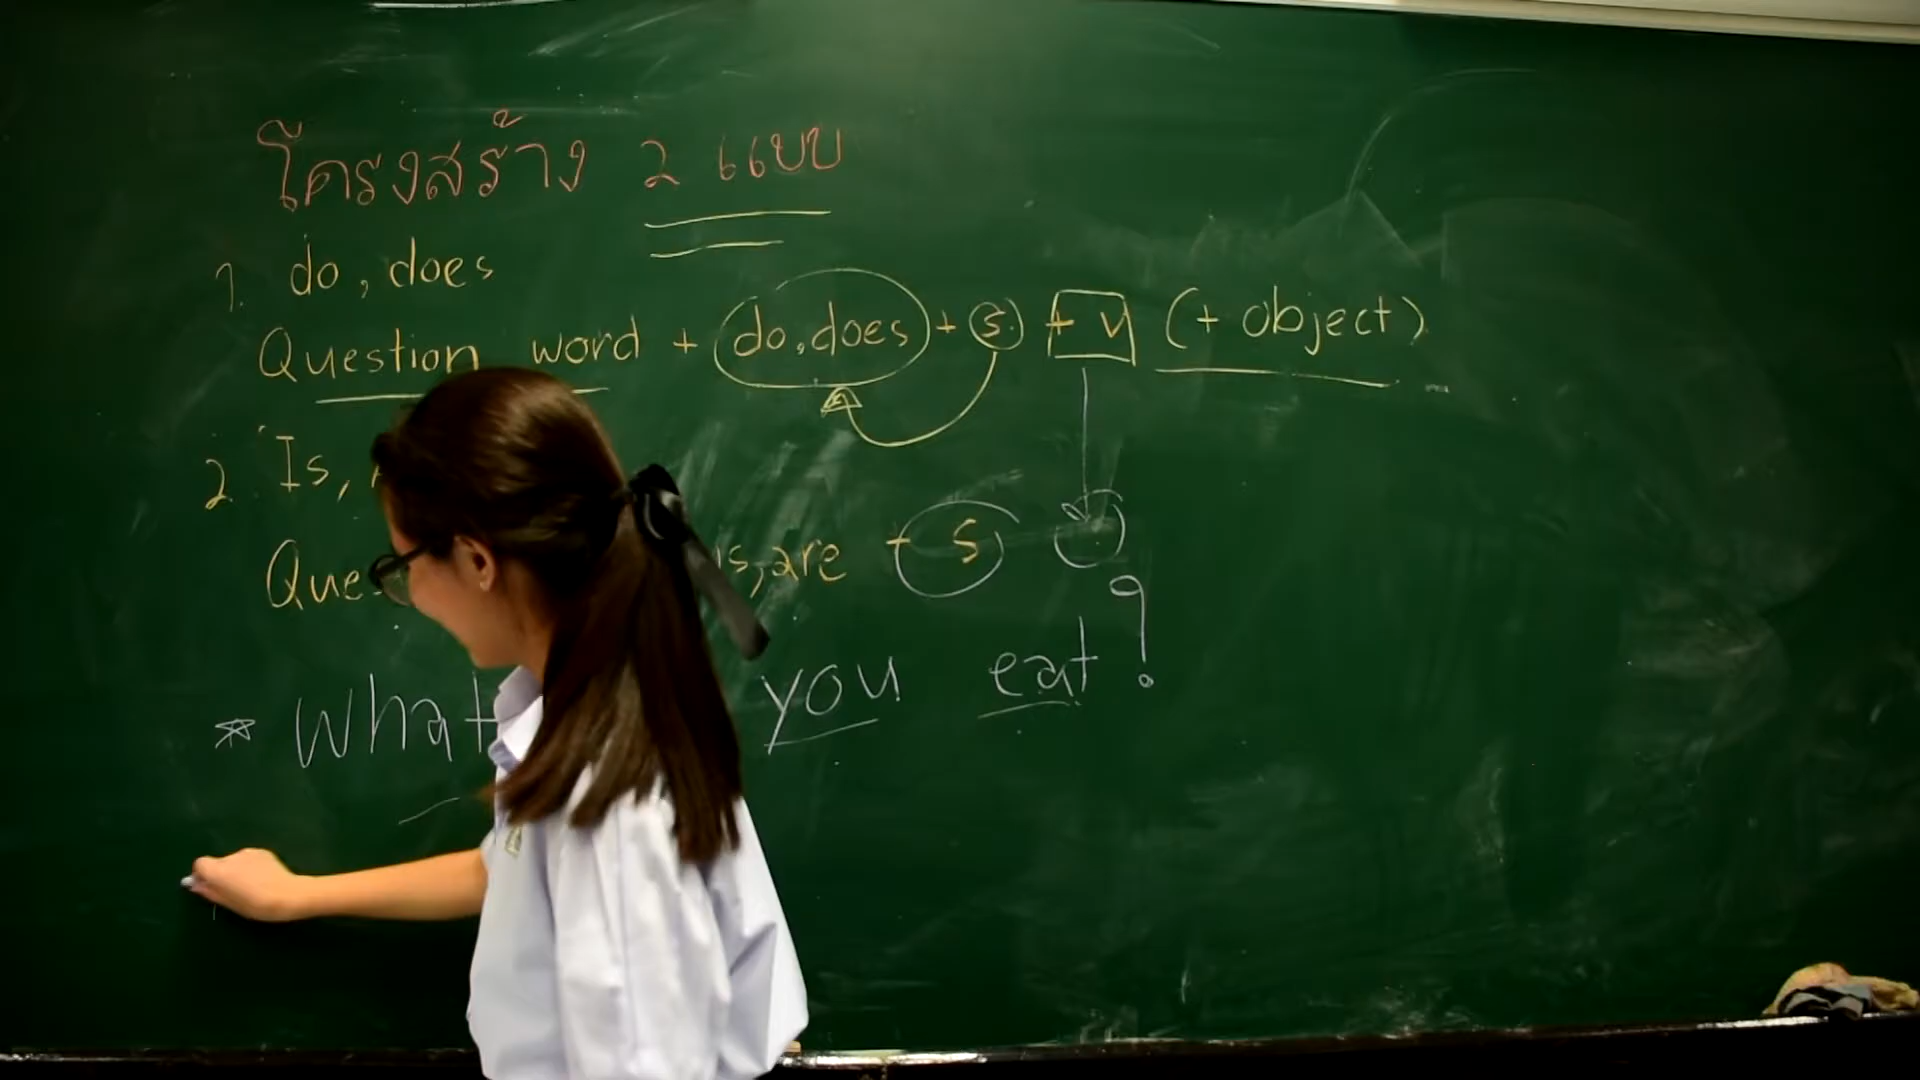 โครงสร้าง 2 แบบ
1. do, does
Question word + do, does + s. + v (+ object)
2. Is,
Que is, are + s
* What you eat?